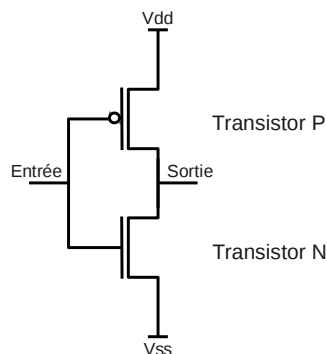 Vdd
Transistor P
Entrée
Sortie
Transistor N
Vss